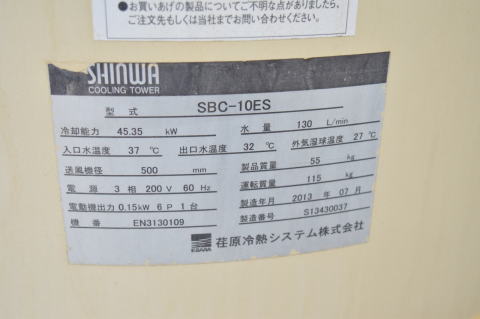 ●お買いあげの製品についてご不明な点がありましたら、
ご注文先もしくは当社までお問い合わせください。
SHINWA
COOLING TOWER
型式 SBC-10ES
冷却能力 45.35 kW 水量 130 L/min
入口水温度 37 ℃ 出口水温度 32 ℃ 外気湿球温度 27 ℃
送風機径 500 mm 製品質量 55 kg
電源 3 相 200 V 60 Hz 運転質量 115 kg
電動機出力 0.15kW 6 P 1 台 製造年月 2013 年 07 月
機番 EN3130109 製造番号 S13430037
EBARA 荏原冷熱システム株式会社